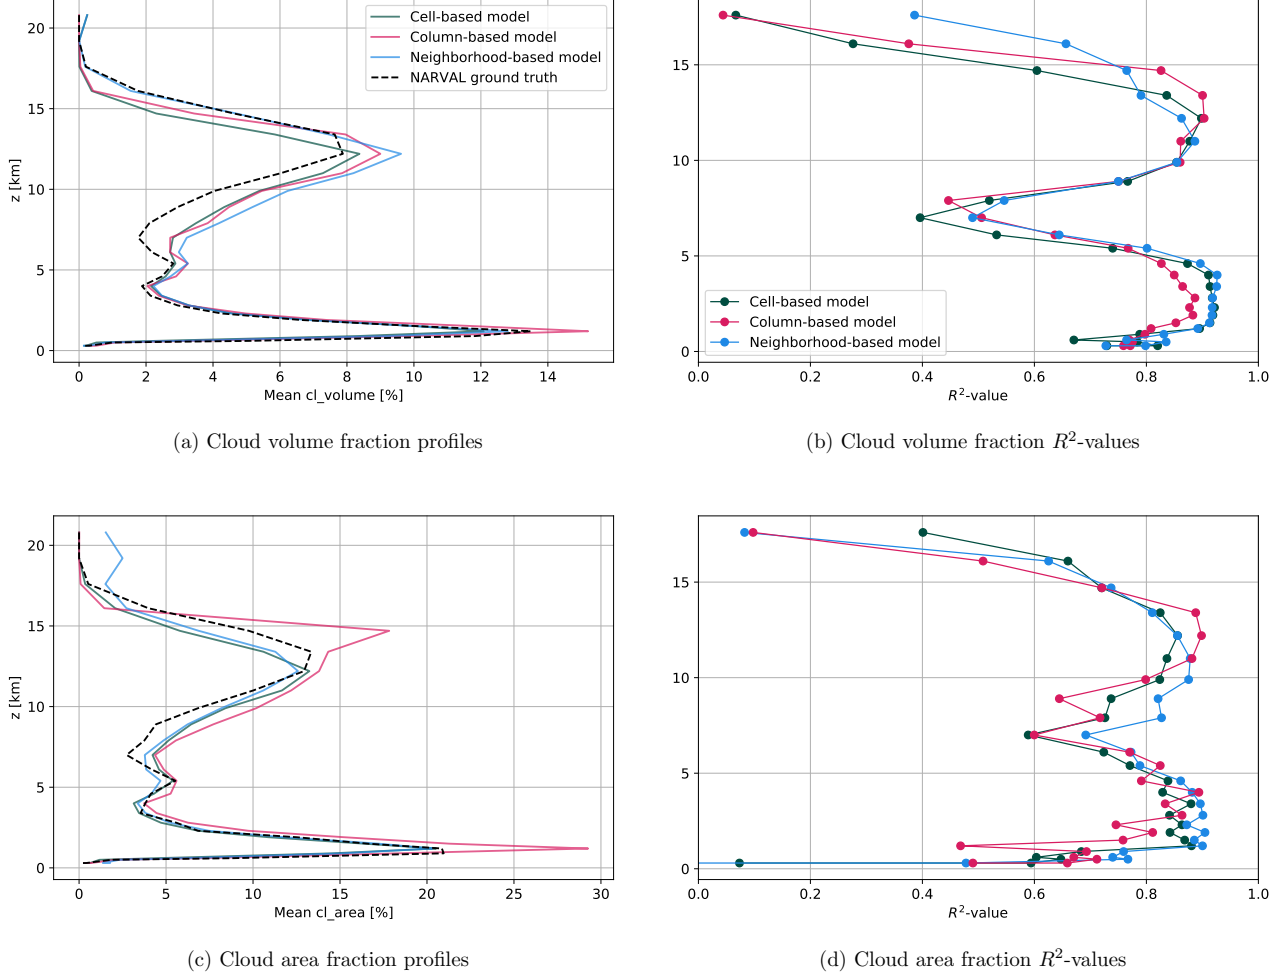 Cell-based model
Column-based model
Neighborhood-based model
NARVAL ground truth
z [km]
20
15
10
5
0
0 2 4 6 8 10 12 14
Mean cl_volume [%]
(a) Cloud volume fraction profiles
15
10
5
0
Cell-based model
Column-based model
Neighborhood-based model
0.0 0.2 0.4 0.6 0.8 1.0
R²-value
(b) Cloud volume fraction R²-values
z [km]
20
15
10
5
0
0 5 10 15 20 25 30
Mean cl_area [%]
(c) Cloud area fraction profiles
15
10
5
0
0.0 0.2 0.4 0.6 0.8 1.0
R²-value
(d) Cloud area fraction R²-values